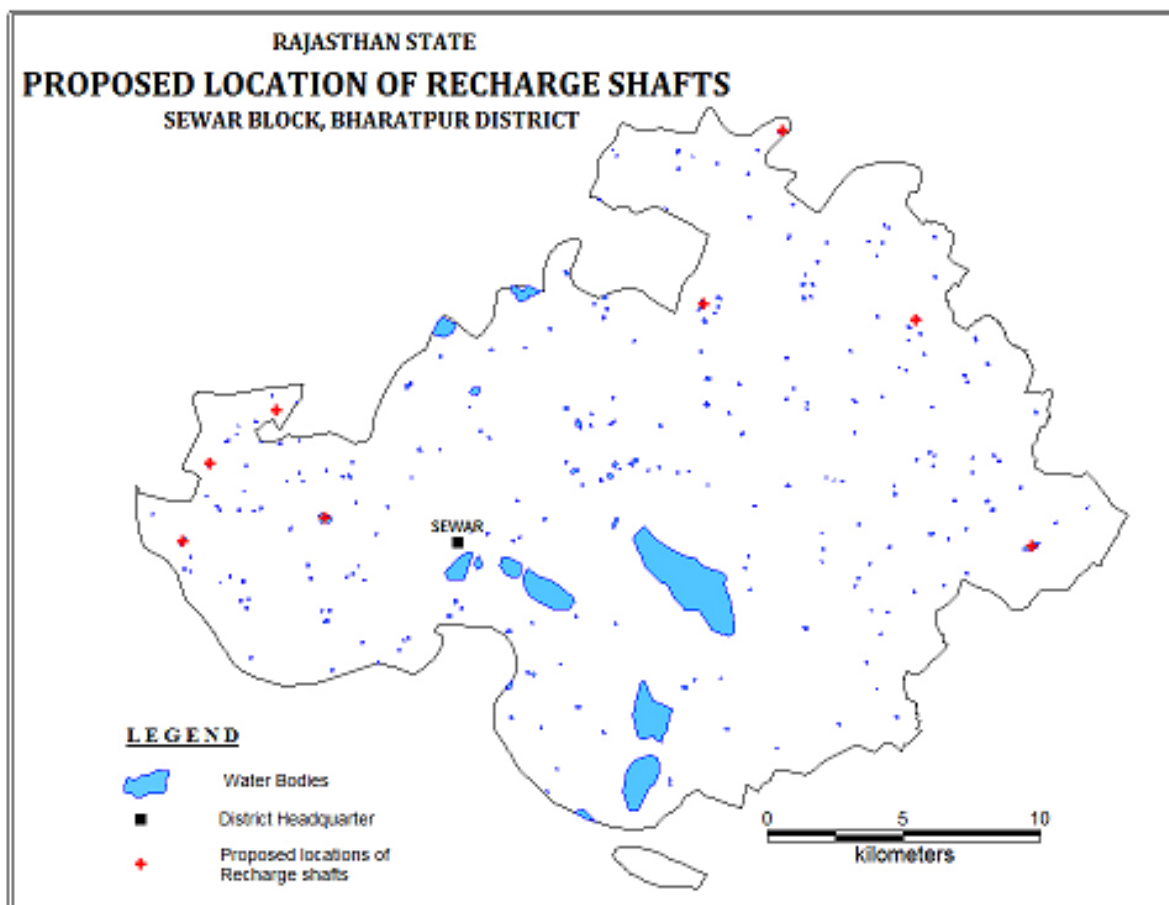 RAJASTHAN STATE
PROPOSED LOCATION OF RECHARGE SHAFTS
SEWAR BLOCK, BHARATPUR DISTRICT
SEWAR
LEGEND
Water Bodies
District Headquarter
Proposed locations of
Recharge shafts
0 5 10
kilometers